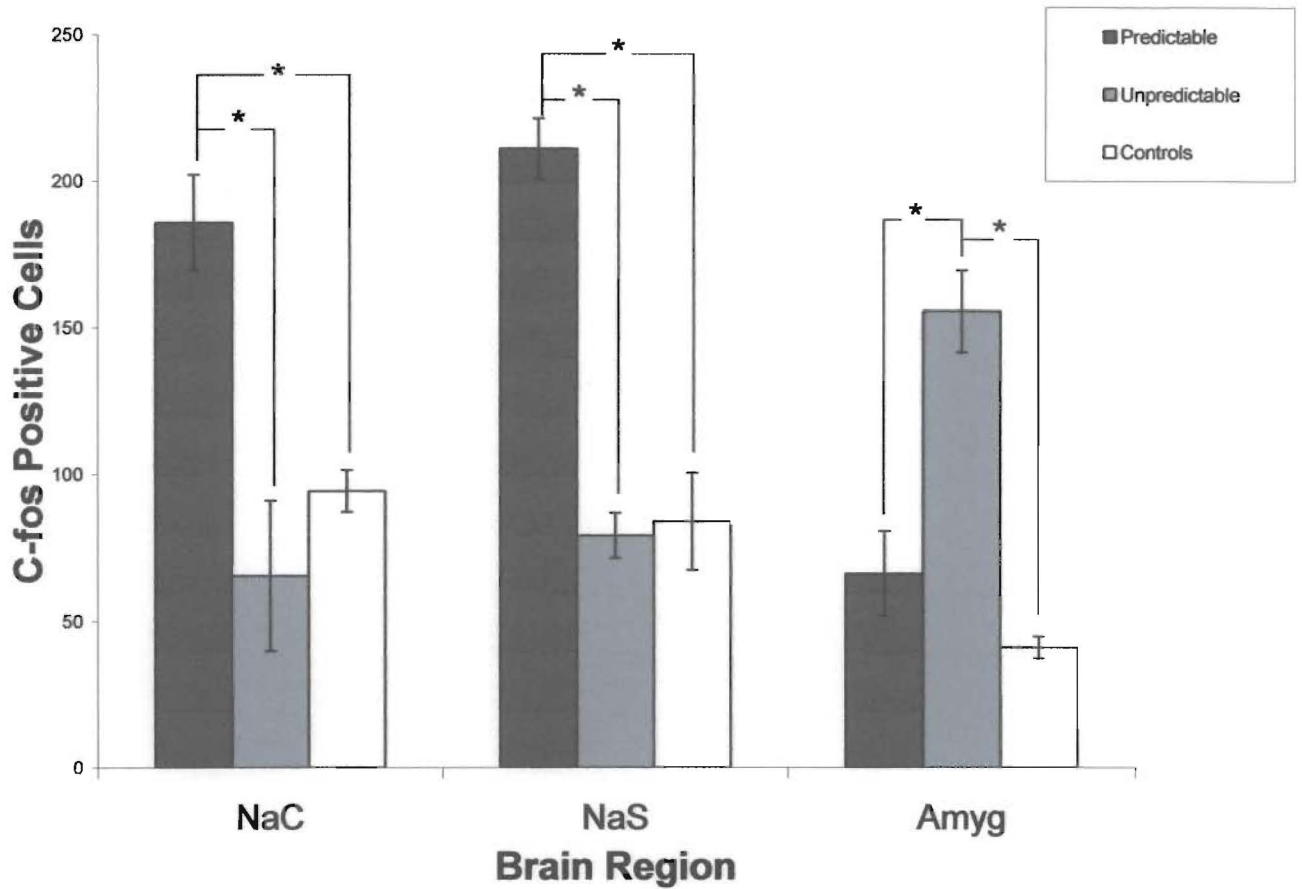 Predictable
Unpredictable
Controls
C-fos Positive Cells
250
200
150
100
50
0
*
*
*
*
*
*
NaC
NaS
Amyg
Brain Region